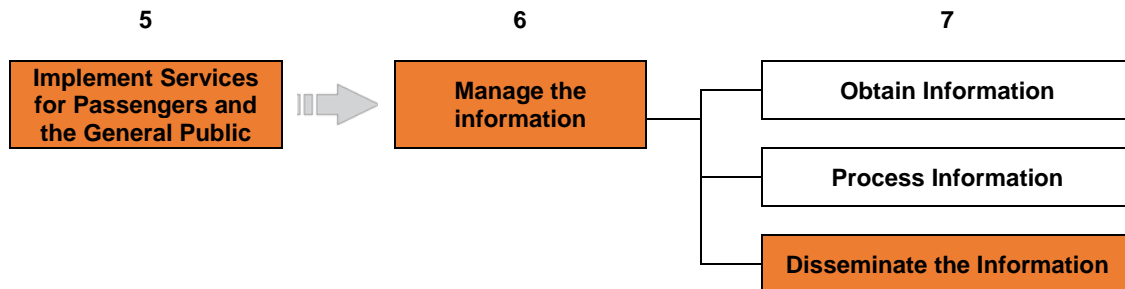 5
6
7
Implement Services
for Passengers and
the General Public
Manage the
information
Obtain Information
Process Information
Disseminate the Information